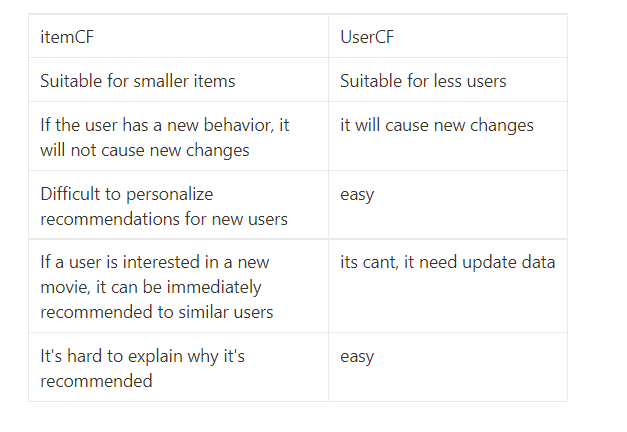 itemCF
UserCF
Suitable for smaller items
Suitable for less users
If the user has a new behavior, it
will not cause new changes
it will cause new changes
Difficult to personalize
recommendations for new users
easy
If a user is interested in a new
movie, it can be immediately
recommended to similar users
its cant, it need update data
It's hard to explain why it's
recommended
easy